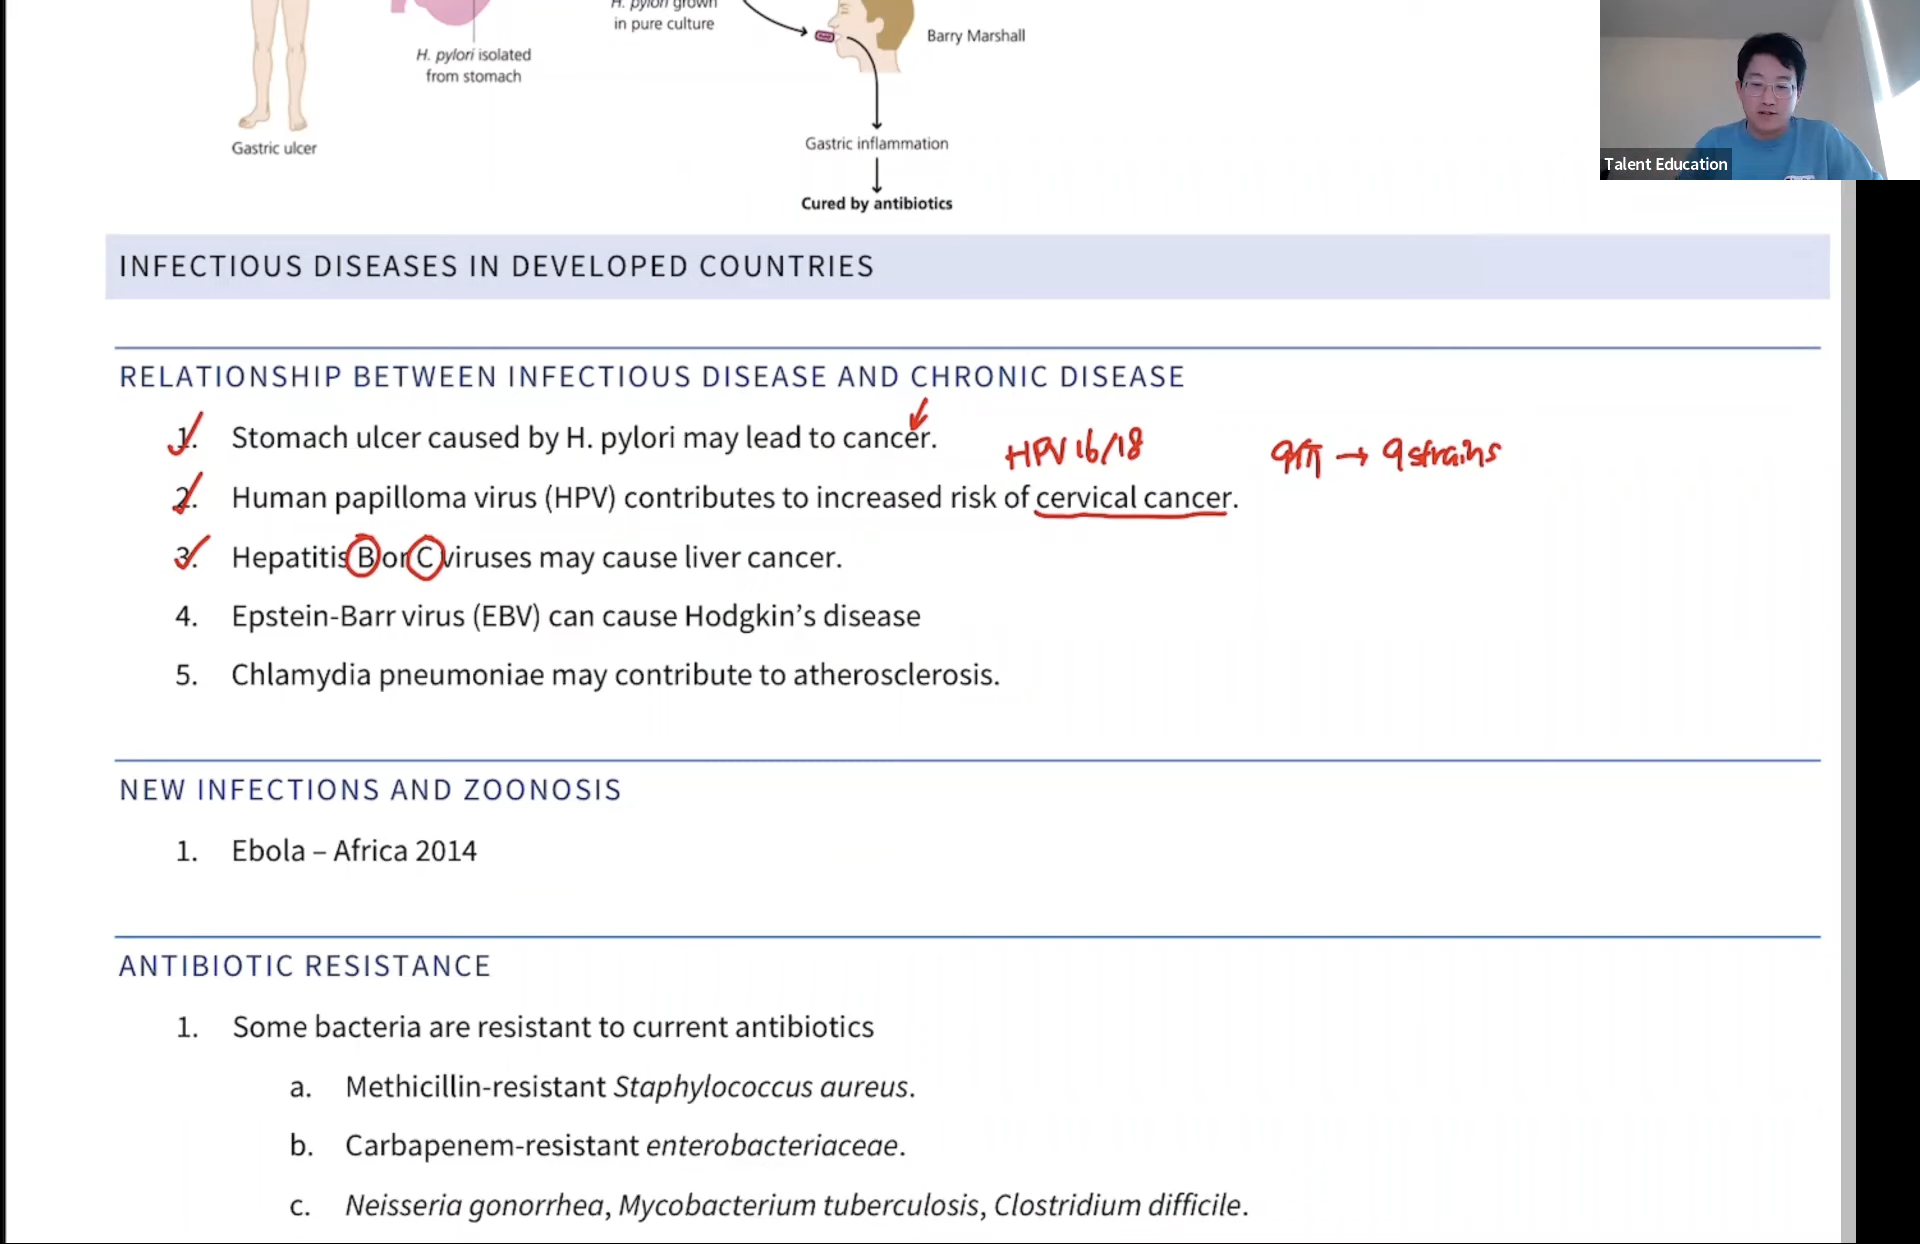 H. pylori grown
in pure culture
Barry Marshall
H. pylori isolated
from stomach
Gastric ulcer
Gastric inflammation
Cured by antibiotics
Talent Education
INFECTIOUS DISEASES IN DEVELOPED COUNTRIES
RELATIONSHIP BETWEEN INFECTIOUS DISEASE AND CHRONIC DISEASE
1. Stomach ulcer caused by H. pylori may lead to cancer.
HPV 16/18
→ 9 strains
2. Human papilloma virus (HPV) contributes to increased risk of cervical cancer.
3. Hepatitis B or C viruses may cause liver cancer.
4. Epstein-Barr virus (EBV) can cause Hodgkin’s disease
5. Chlamydia pneumoniae may contribute to atherosclerosis.
NEW INFECTIONS AND ZOONOSIS
1. Ebola – Africa 2014
ANTIBIOTIC RESISTANCE
1. Some bacteria are resistant to current antibiotics
a. Methicillin-resistant Staphylococcus aureus.
b. Carbapenem-resistant enterobacteriaceae.
c. Neisseria gonorrhea, Mycobacterium tuberculosis, Clostridium difficile.